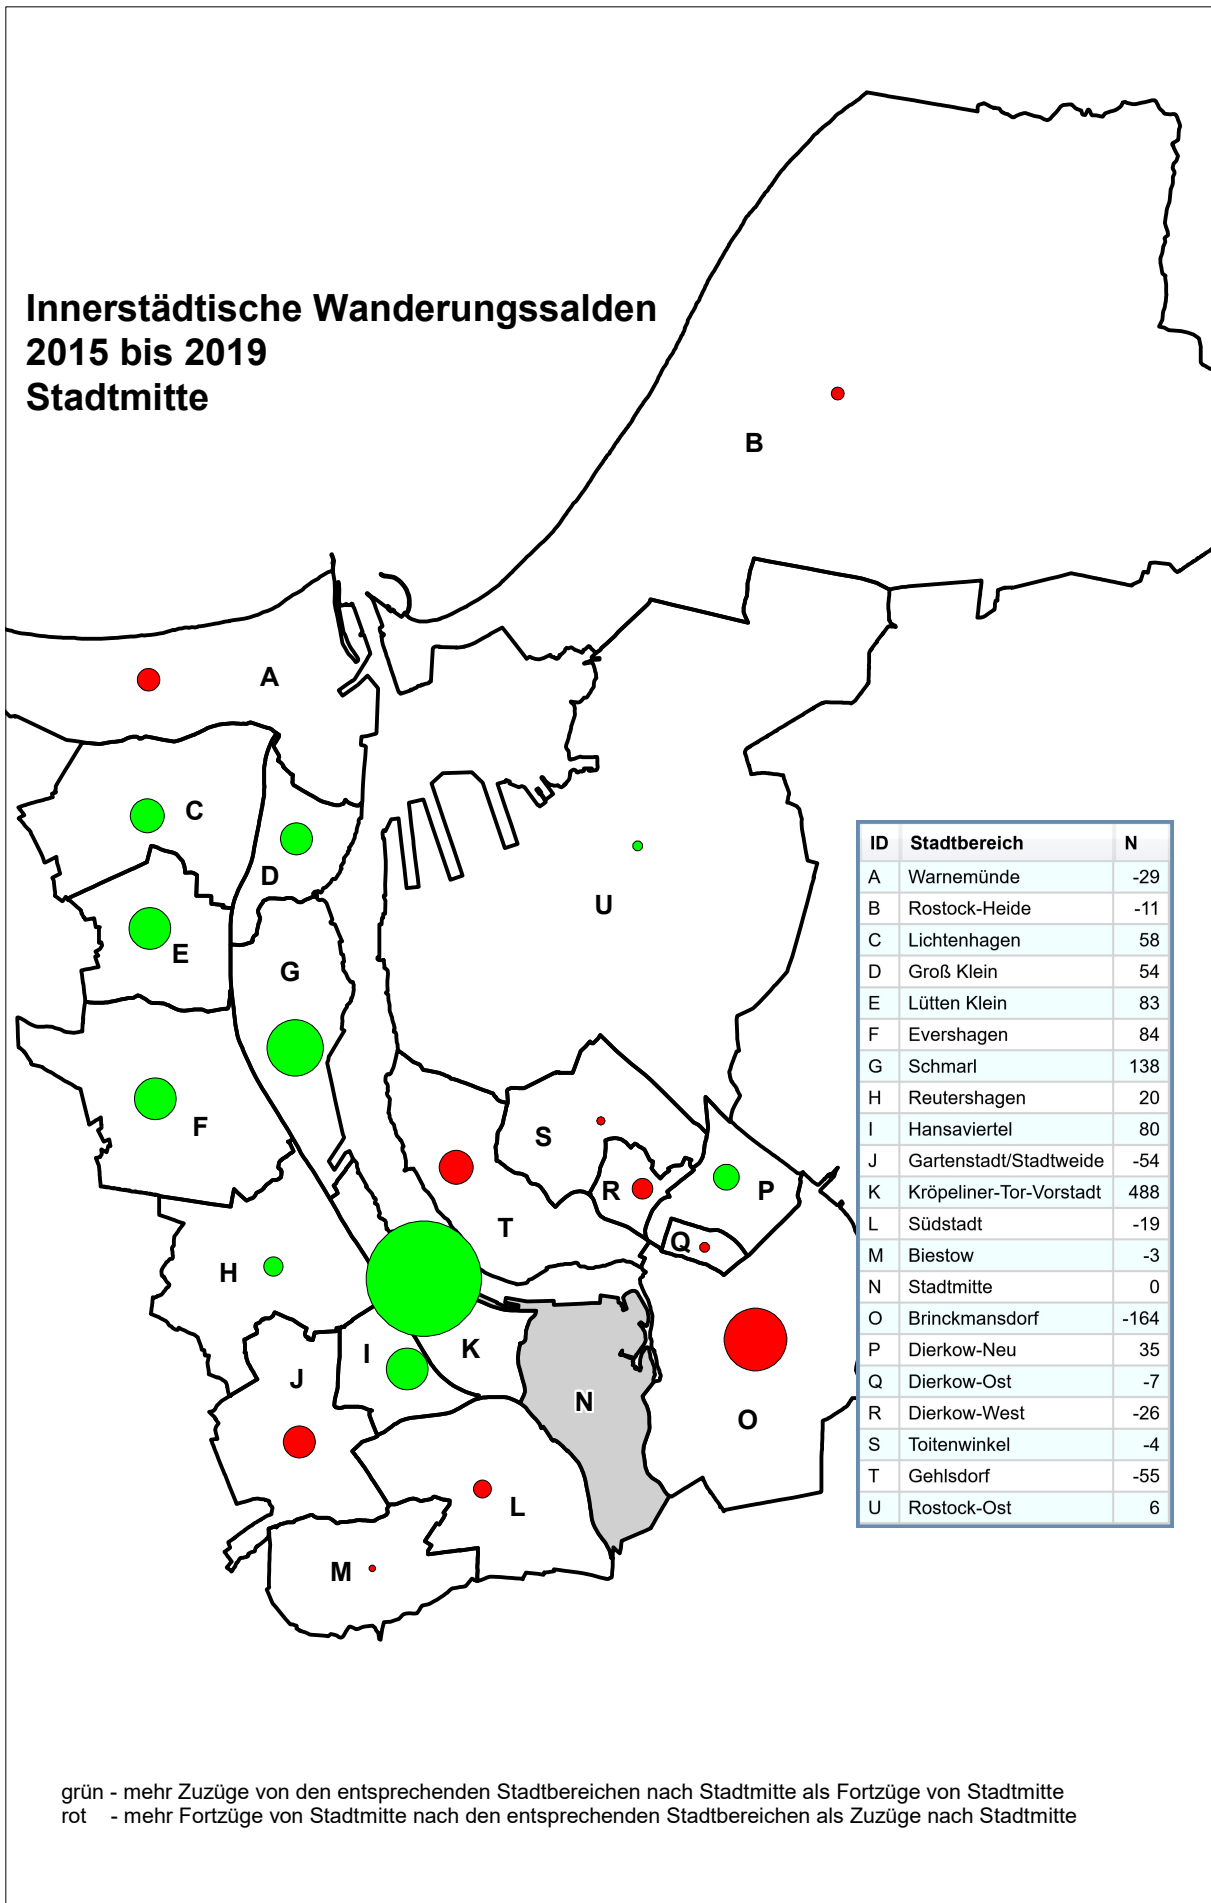 Innerstädtische Wanderungssalden
2015 bis 2019
Stadtmitte
B
A
C
D
E
U
G
F
S
R
P
T
Q
H
I
K
J
N
O
L
M
ID Stadtbereich N
A Warnemünde -29
B Rostock-Heide -11
C Lichtenhagen 58
D Groß Klein 54
E Lütten Klein 83
F Evershagen 84
G Schmarl 138
H Reutershagen 20
I Hansaviertel 80
J Gartenstadt/Stadtweide -54
K Kröpeliner-Tor-Vorstadt 488
L Südstadt -19
M Biestow -3
N Stadtmitte 0
O Brinckmansdorf -164
P Dierkow-Neu 35
Q Dierkow-Ost -7
R Dierkow-West -26
S Toitenwinkel -4
T Gehlsdorf -55
U Rostock-Ost 6
grün - mehr Zuzüge von den entsprechenden Stadtbereichen nach Stadtmitte als Fortzüge von Stadtmitte
rot - mehr Fortzüge von Stadtmitte nach den entsprechenden Stadtbereichen als Zuzüge nach Stadtmitte